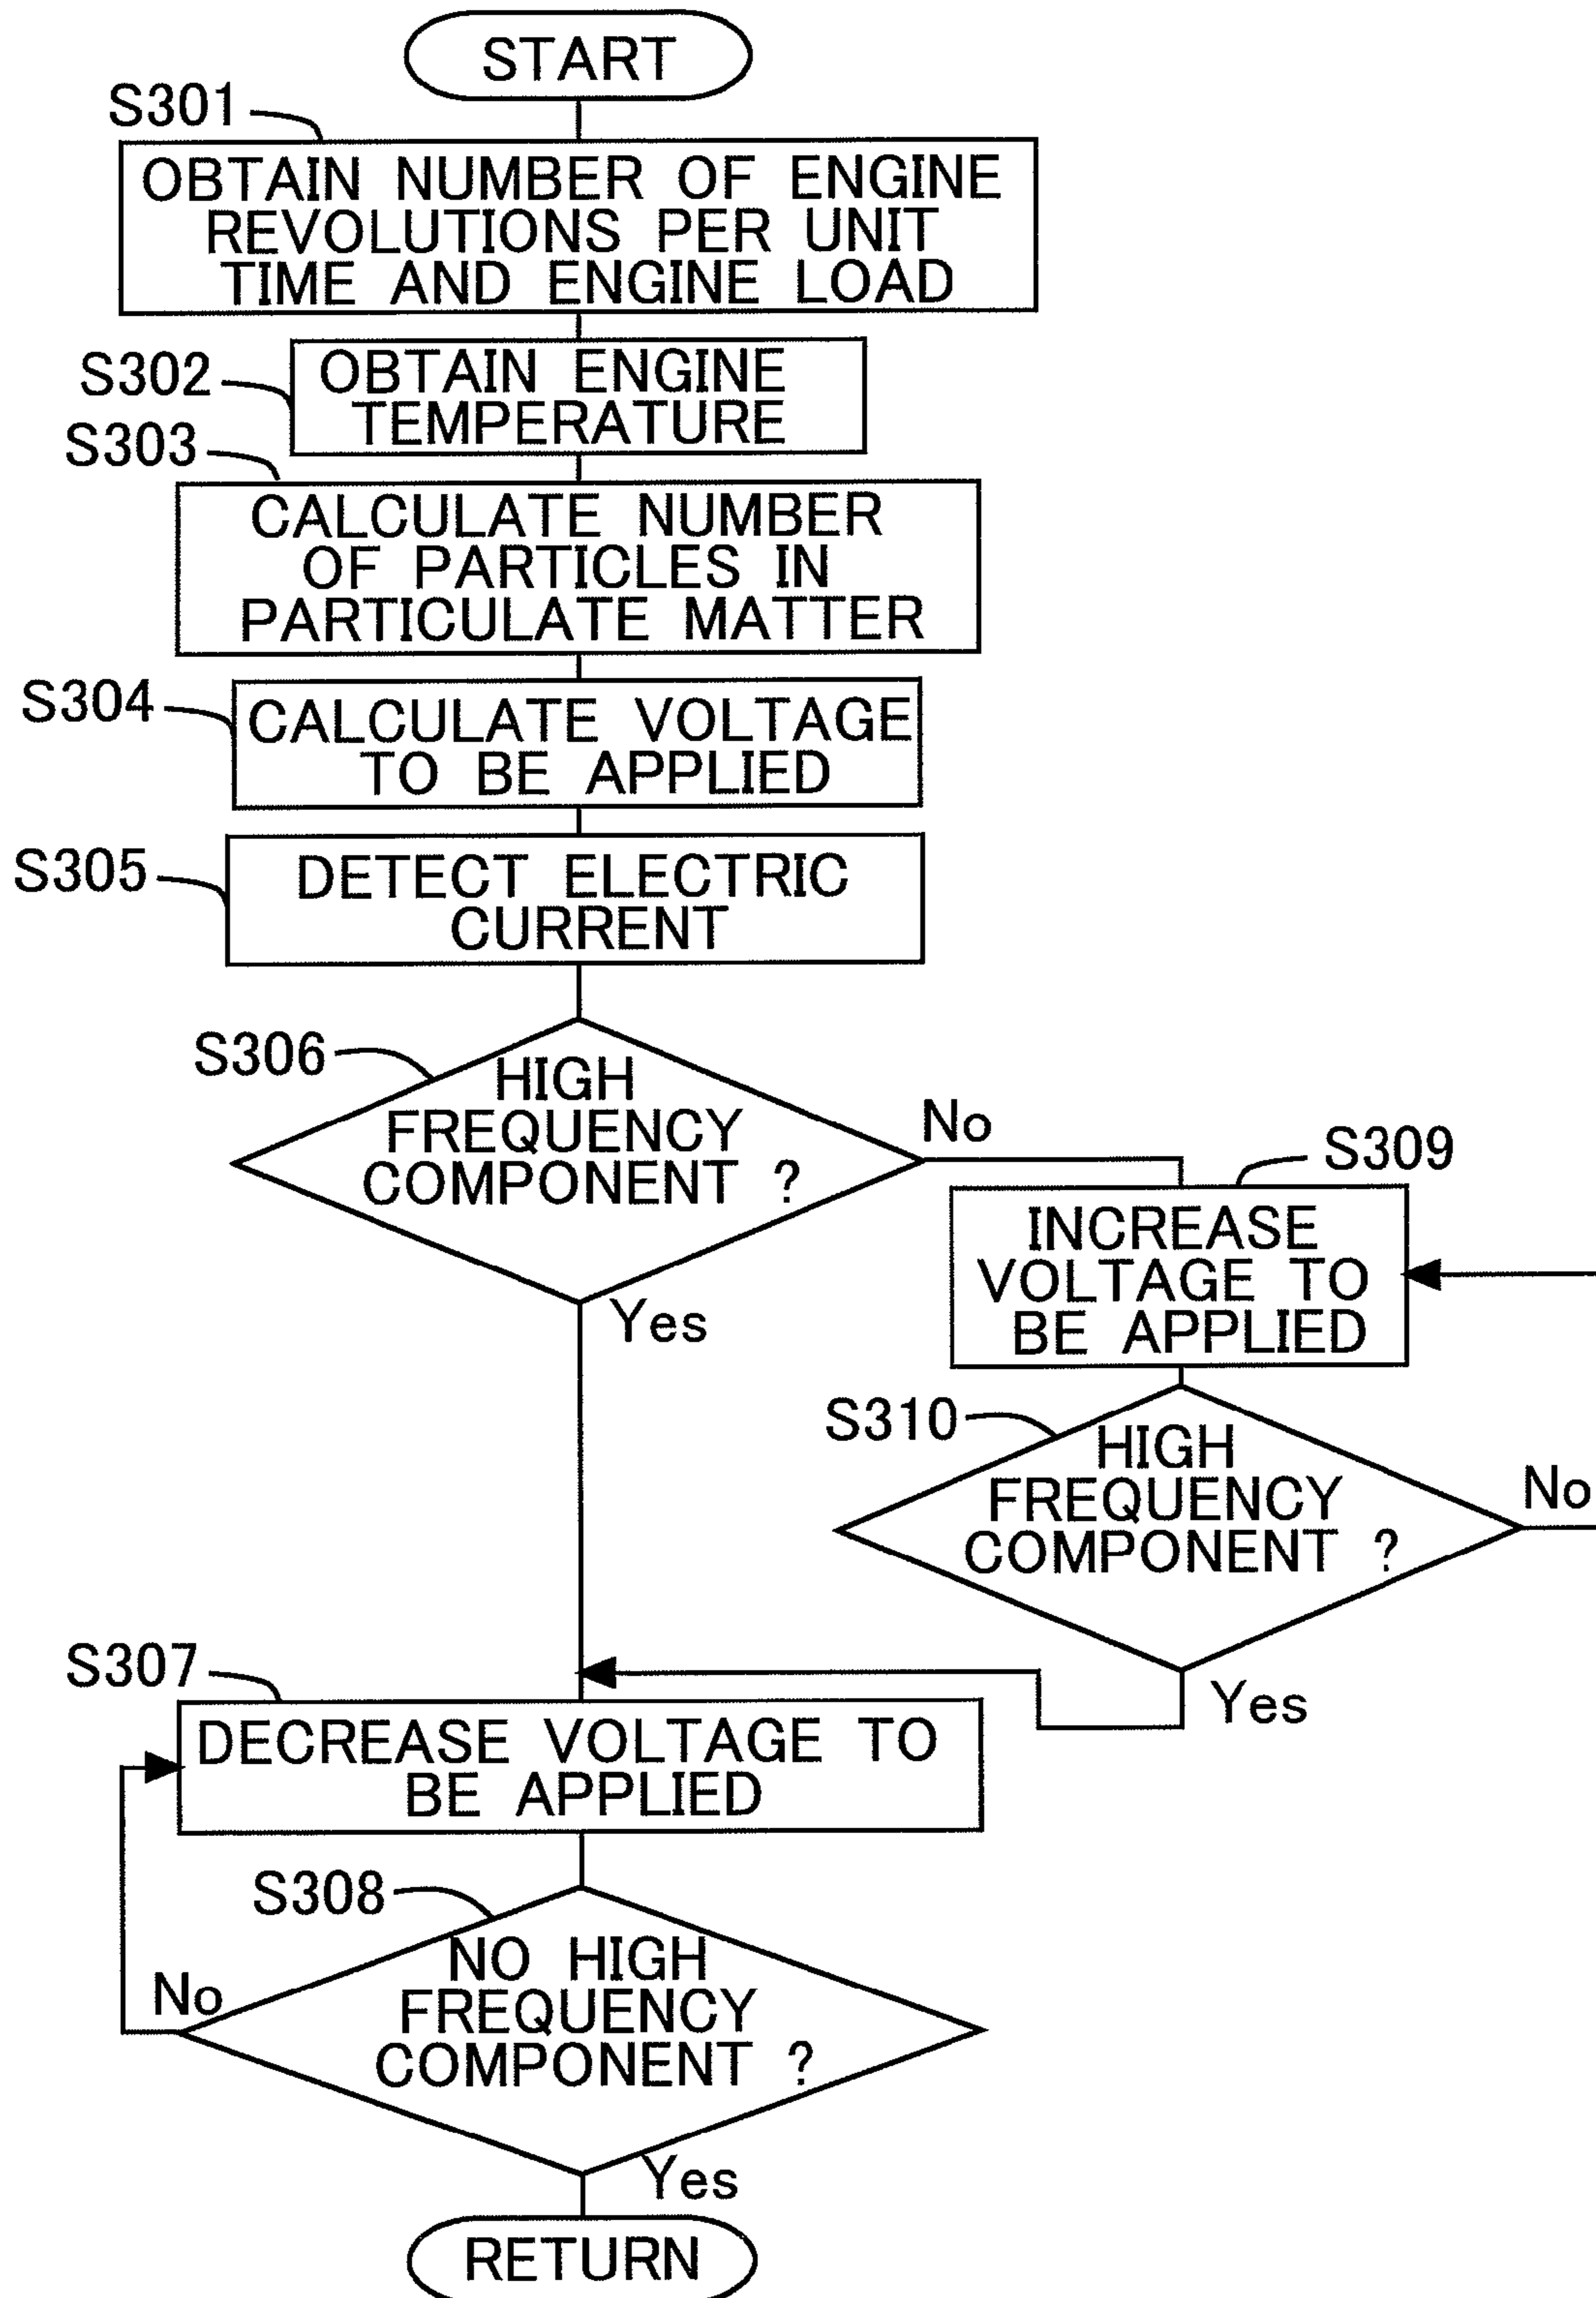 START
S301
OBTAIN NUMBER OF ENGINE
REVOLUTIONS PER UNIT
TIME AND ENGINE LOAD
S302
OBTAIN ENGINE
TEMPERATURE
S303
CALCULATE NUMBER
OF PARTICLES IN
PARTICULATE MATTER
S304
CALCULATE VOLTAGE
TO BE APPLIED
S305
DETECT ELECTRIC
CURRENT
S306
HIGH
FREQUENCY
COMPONENT ?
No
Yes
S309
INCREASE
VOLTAGE TO
BE APPLIED
S310
HIGH
FREQUENCY
COMPONENT ?
No
Yes
S307
DECREASE VOLTAGE TO
BE APPLIED
S308
NO HIGH
FREQUENCY
COMPONENT ?
No
Yes
RETURN